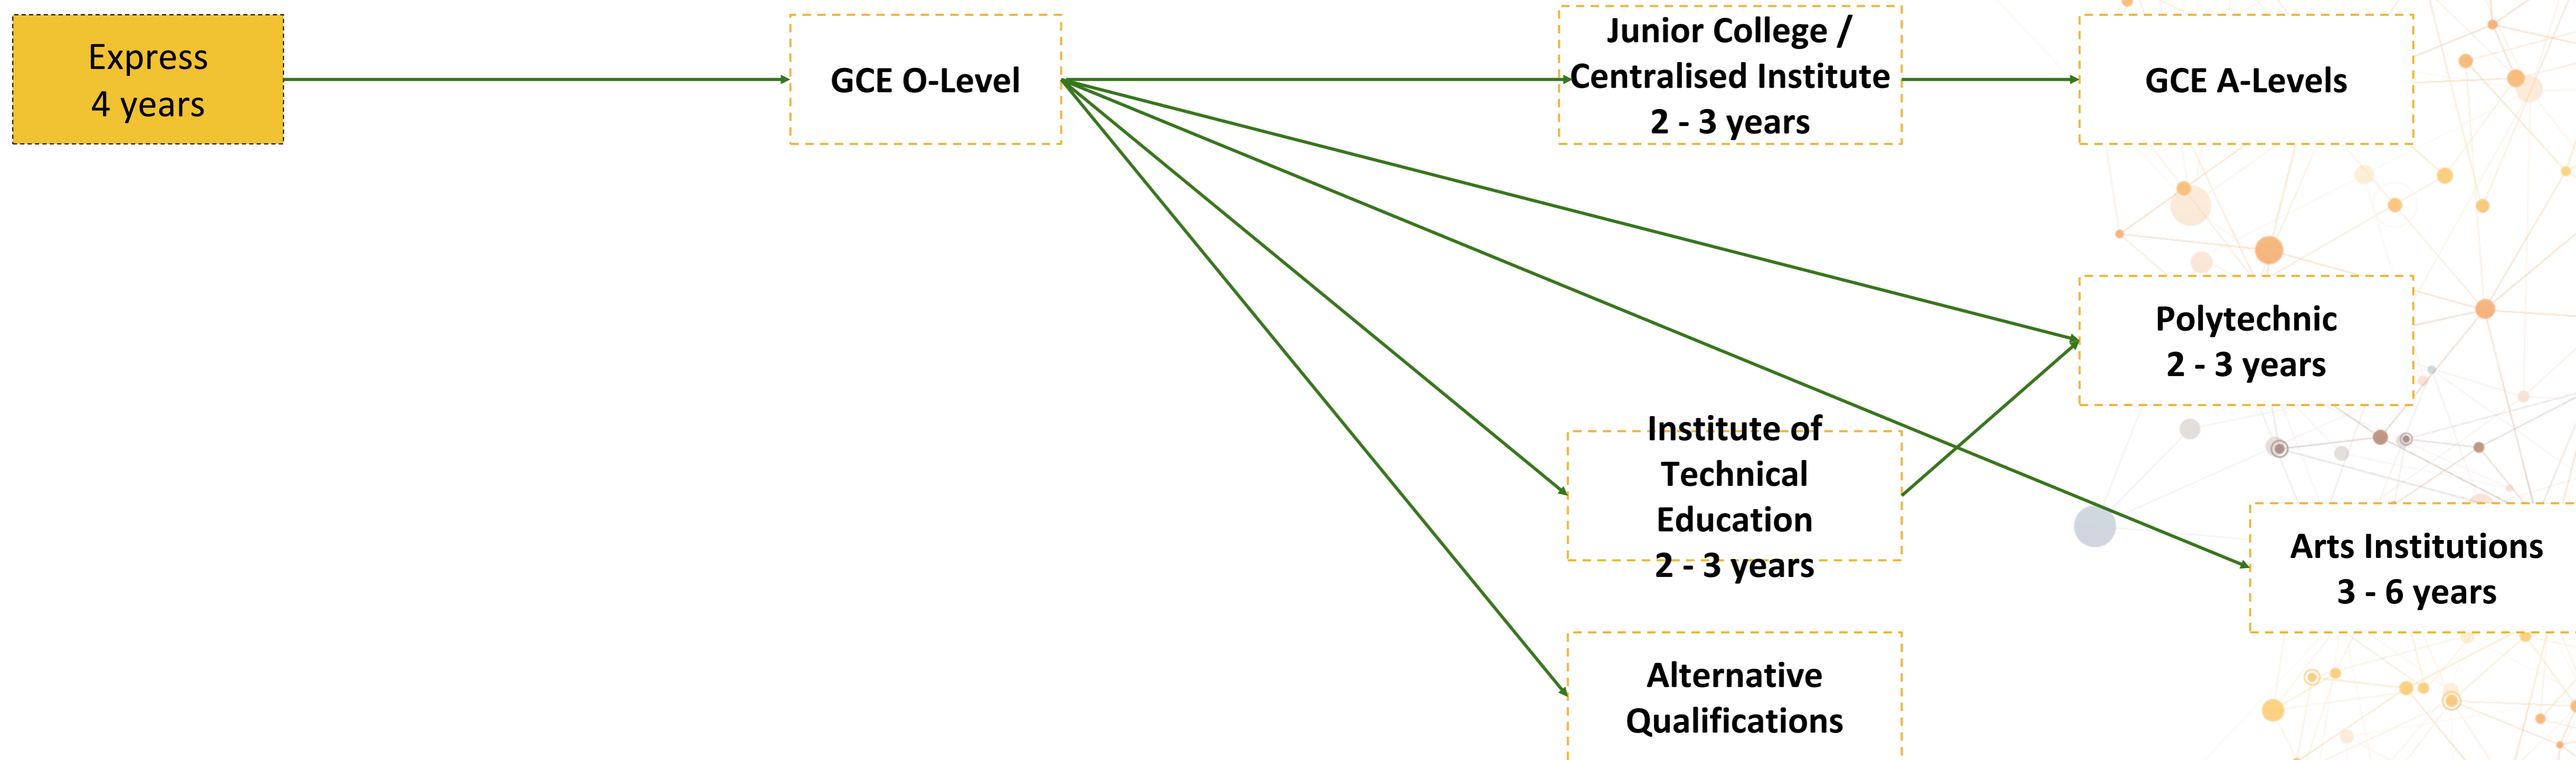 Express
4 years
GCE O-Level
Junior College /
Centralised Institute
2 - 3 years
GCE A-Levels
Polytechnic
2 - 3 years
Institute of
Technical
Education
2 - 3 years
Arts Institutions
3 - 6 years
Alternative
Qualifications